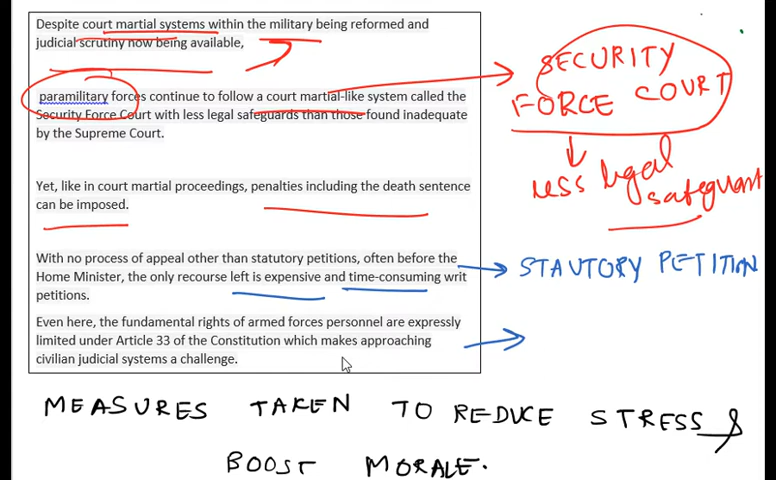 Despite court martial systems within the military being reformed and
judicial scrutiny now being available,
paramilitary forces continue to follow a court martial-like system called the
Security Force Court with less legal safeguards than those found inadequate
by the Supreme Court.
Yet, like in court martial proceedings, penalties including the death sentence
can be imposed.
With no process of appeal other than statutory petitions, often before the
Home Minister, the only recourse left is expensive and time-consuming writ
petitions.
Even here, the fundamental rights of armed forces personnel are expressly
limited under Article 33 of the Constitution which makes approaching
civilian judicial systems a challenge.
SECURITY
FORCE COURT
Less legal
safeguard
STAUTORY PETITION
MEASURES TAKEN TO REDUCE STRESS &
BOOST MORALE.